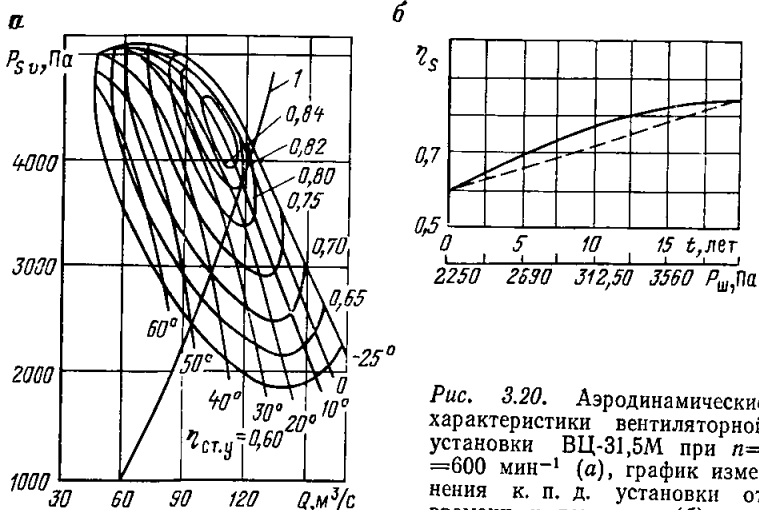 а
P_sv, Па
4000
3000
2000
1000
30 60 90 120 Q, м³/с
1
0,84
0,82
0,80
0,75
0,70
0,65
-25°
0
10°
20°
30°
40°
50°
60°
η ст.у = 0,60
б
η_s
0,7
0,5
0 5 10 15 t, лет
2250 2690 312,50 3560 P_ш, Па
Рис. 3.20. Аэродинамические
характеристики вентиляторной
установки ВЦ-31,5М при n=
=600 мин⁻¹ (а), график изме-
нения к. п. д. установки от